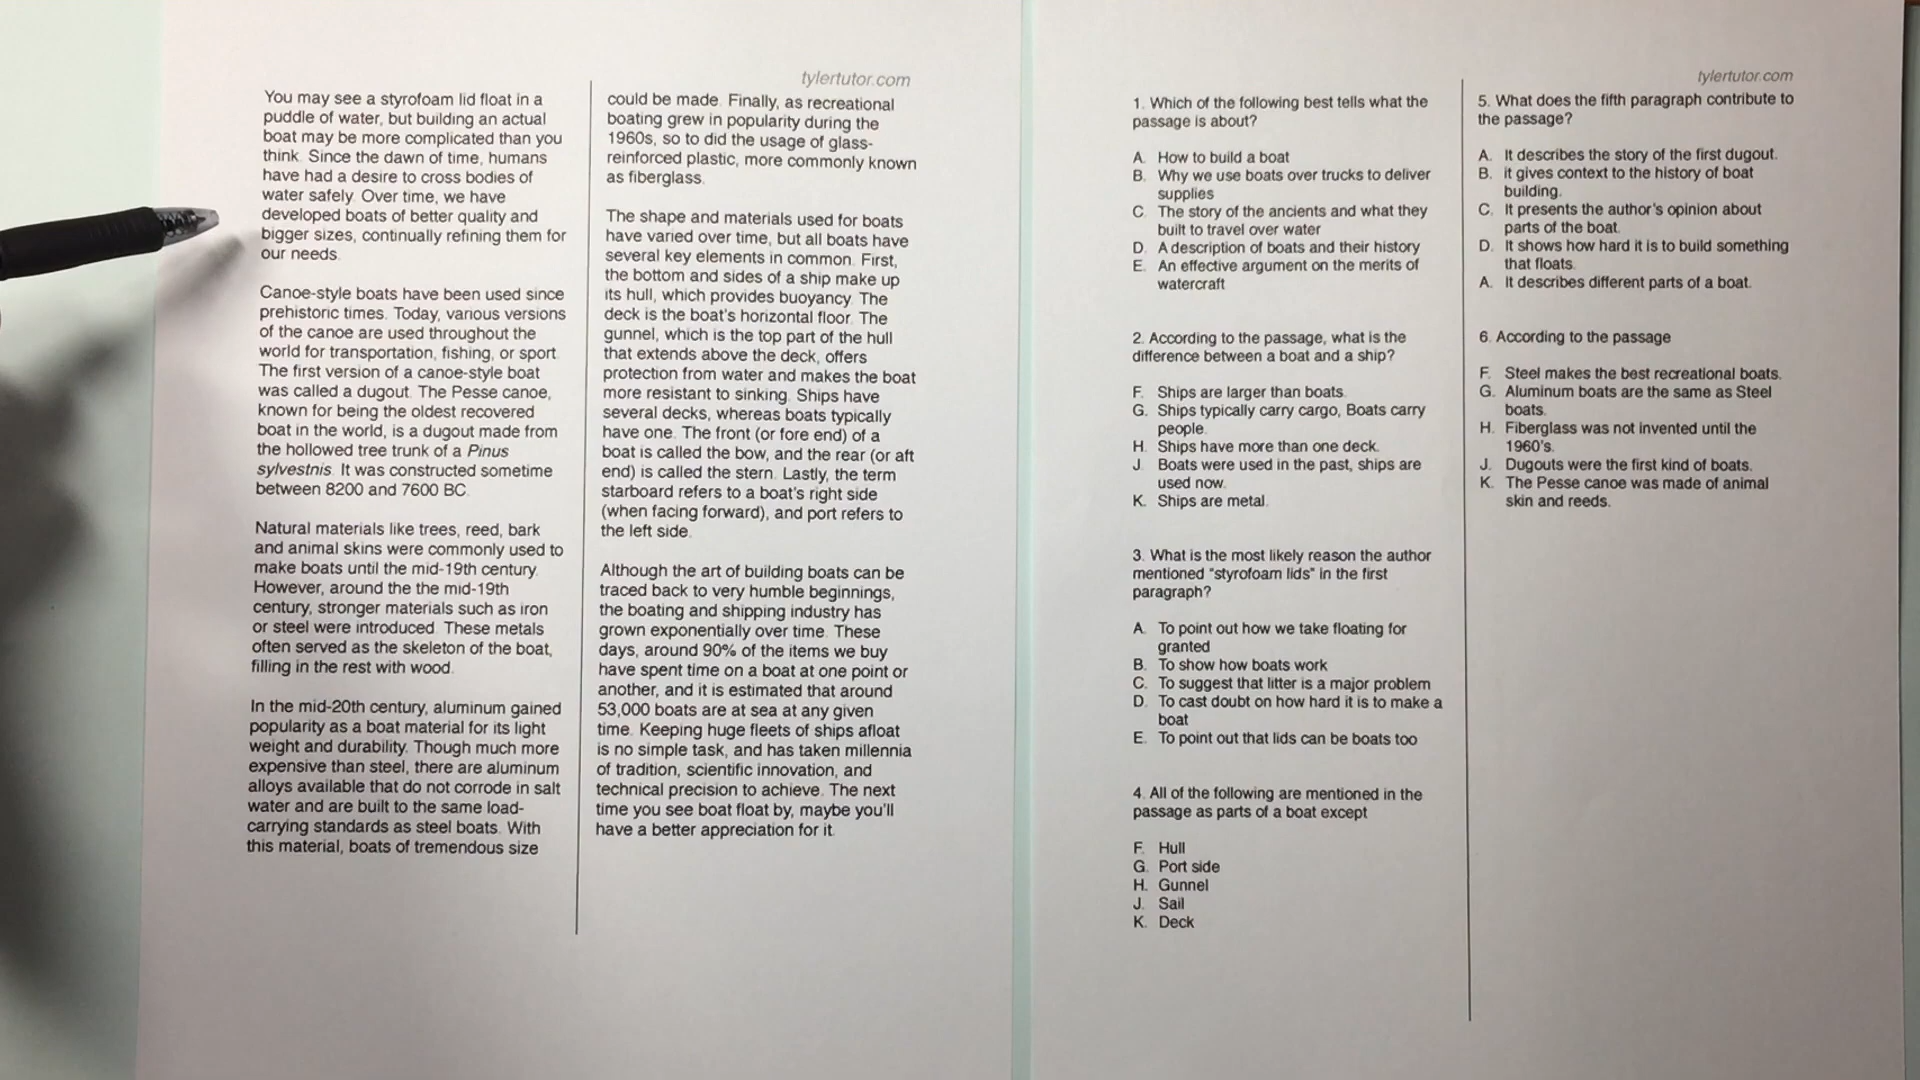 tylertutor.com
You may see a styrofoam lid float in a
puddle of water, but building an actual
boat may be more complicated than you
think. Since the dawn of time, humans
have had a desire to cross bodies of
water safely. Over time, we have
developed boats of better quality and
bigger sizes, continually refining them for
our needs.
Canoe-style boats have been used since
prehistoric times. Today, various versions
of the canoe are used throughout the
world for transportation, fishing, or sport.
The first version of a canoe-style boat
was called a dugout. The Pesse canoe,
known for being the oldest recovered
boat in the world, is a dugout made from
the hollowed tree trunk of a Pinus
sylvestnis. It was constructed sometime
between 8200 and 7600 BC.
Natural materials like trees, reed, bark
and animal skins were commonly used to
make boats until the mid-19th century.
However, around the the mid-19th
century, stronger materials such as iron
or steel were introduced. These metals
often served as the skeleton of the boat,
filling in the rest with wood.
In the mid-20th century, aluminum gained
popularity as a boat material for its light
weight and durability. Though much more
expensive than steel, there are aluminum
alloys available that do not corrode in salt
water and are built to the same load-
carrying standards as steel boats. With
this material, boats of tremendous size
could be made. Finally, as recreational
boating grew in popularity during the
1960s, so to did the usage of glass-
reinforced plastic, more commonly known
as fiberglass.
The shape and materials used for boats
have varied over time, but all boats have
several key elements in common. First,
the bottom and sides of a ship make up
its hull, which provides buoyancy. The
deck is the boat's horizontal floor. The
gunnel, which is the top part of the hull
that extends above the deck, offers
protection from water and makes the boat
more resistant to sinking. Ships have
several decks, whereas boats typically
have one. The front (or fore end) of a
boat is called the bow, and the rear (or aft
end) is called the stern. Lastly, the term
starboard refers to a boat's right side
(when facing forward), and port refers to
the left side.
Although the art of building boats can be
traced back to very humble beginnings,
the boating and shipping industry has
grown exponentially over time. These
days, around 90% of the items we buy
have spent time on a boat at one point or
another, and it is estimated that around
53,000 boats are at sea at any given
time. Keeping huge fleets of ships afloat
is no simple task, and has taken millennia
of tradition, scientific innovation, and
technical precision to achieve. The next
time you see boat float by, maybe you'll
have a better appreciation for it.
tylertutor.com
1. Which of the following best tells what the
passage is about?
A. How to build a boat
B. Why we use boats over trucks to deliver
supplies
C. The story of the ancients and what they
built to travel over water
D. A description of boats and their history
E. An effective argument on the merits of
watercraft
2. According to the passage, what is the
difference between a boat and a ship?
F. Ships are larger than boats.
G. Ships typically carry cargo, Boats carry
people.
H. Ships have more than one deck.
J. Boats were used in the past, ships are
used now.
K. Ships are metal.
3. What is the most likely reason the author
mentioned "styrofoam lids" in the first
paragraph?
A. To point out how we take floating for
granted
B. To show how boats work
C. To suggest that litter is a major problem
D. To cast doubt on how hard it is to make a
boat
E. To point out that lids can be boats too
4. All of the following are mentioned in the
passage as parts of a boat except
F. Hull
G. Port side
H. Gunnel
J. Sail
K. Deck
5. What does the fifth paragraph contribute to
the passage?
A. It describes the story of the first dugout.
B. it gives context to the history of boat
building.
C. It presents the author's opinion about
parts of the boat.
D. It shows how hard it is to build something
that floats.
A. It describes different parts of a boat.
6. According to the passage
F. Steel makes the best recreational boats.
G. Aluminum boats are the same as Steel
boats.
H. Fiberglass was not invented until the
1960's.
J. Dugouts were the first kind of boats.
K. The Pesse canoe was made of animal
skin and reeds.